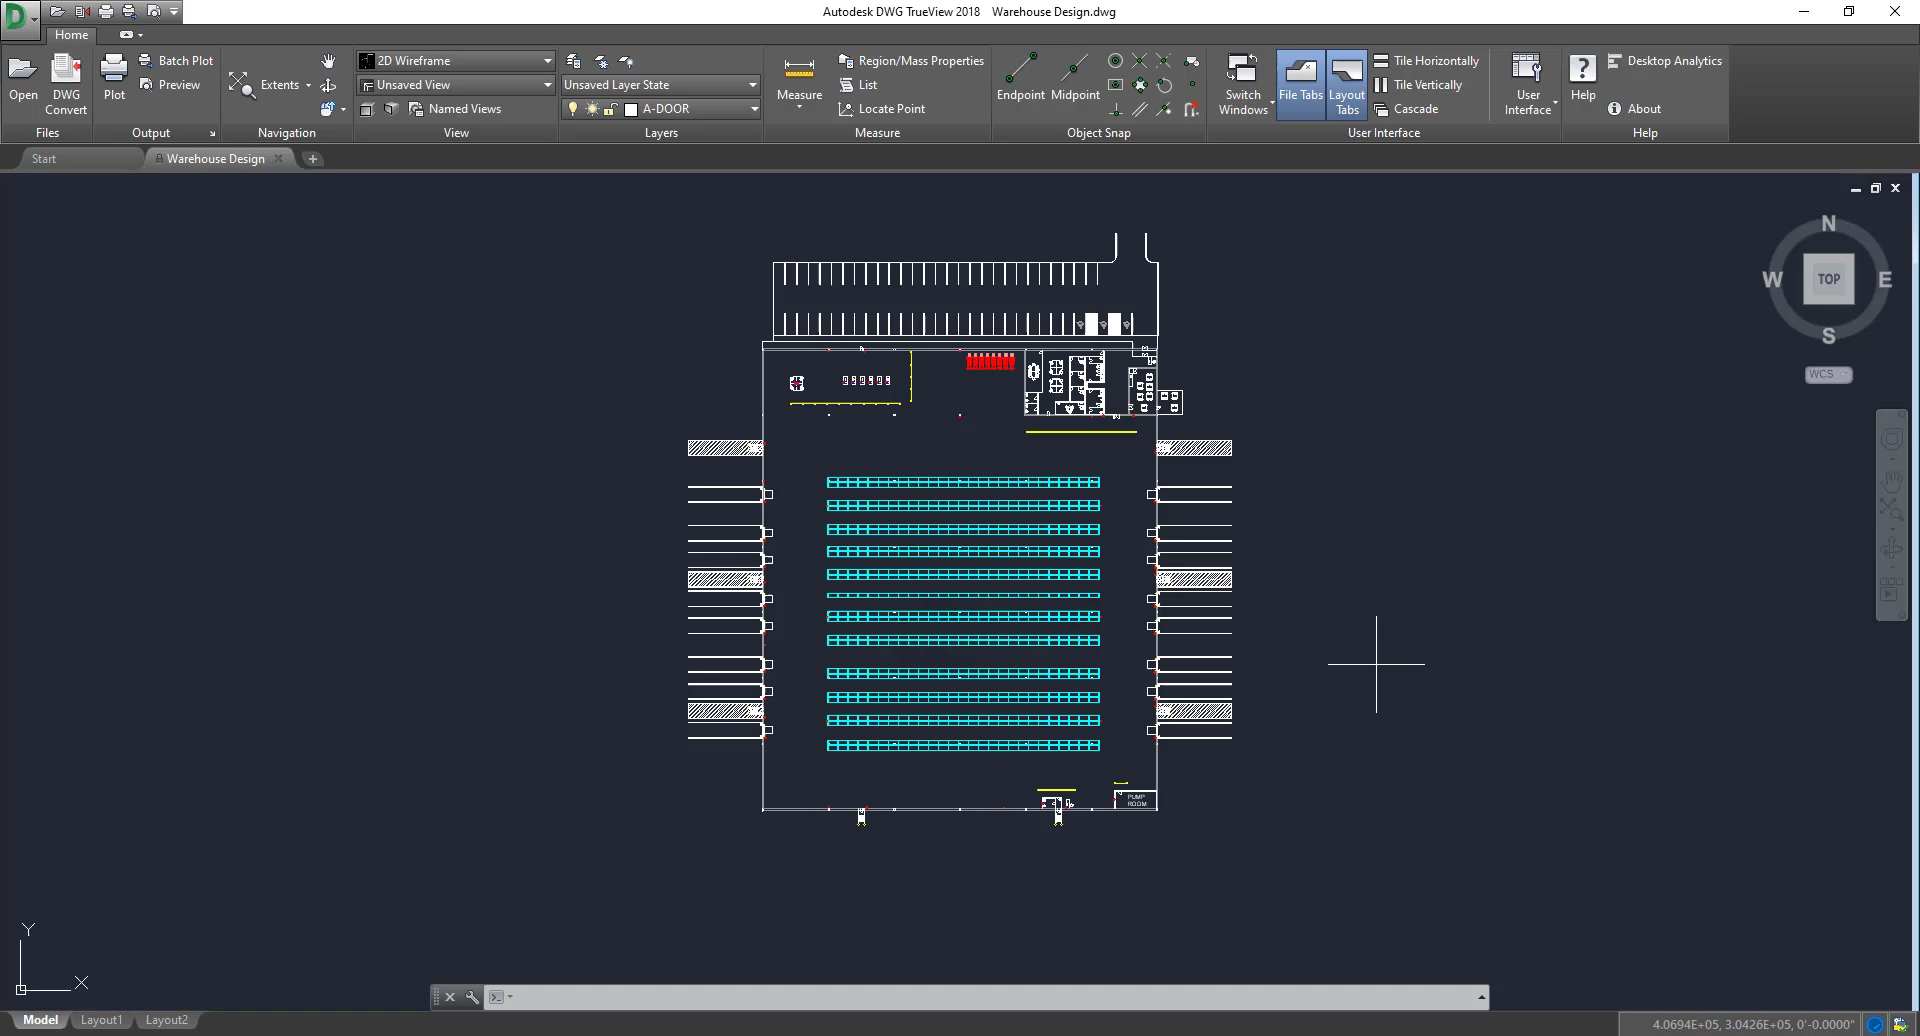 Autodesk DWG TrueView 2018    Warehouse Design.dwg
Home
Open
DWG Convert
Files
Plot
Batch Plot
Preview
Output
Extents
Navigation
2D Wireframe
Unsaved View
Named Views
View
Unsaved Layer State
A-DOOR
Layers
Measure
Region/Mass Properties
List
Locate Point
Measure
Endpoint
Midpoint
Object Snap
Switch Windows
File Tabs
Layout Tabs
Tile Horizontally
Tile Vertically
Cascade
User Interface
User Interface
Help
Desktop Analytics
About
Help
Start
Warehouse Design
N
W
TOP
E
S
WCS
PUMP
ROOM
Y
X
Model
Layout1
Layout2
4.0694E+05, 3.0426E+05, 0'-0.0000"